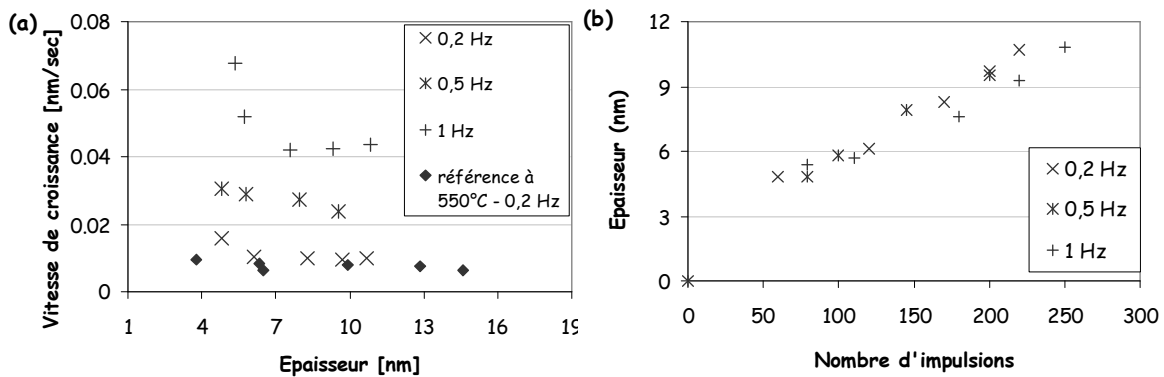 (a)
Vitesse de croissance [nm/sec]
0.08
0.06
0.04
0.02
0
1 4 7 10 13 16 19
Epaisseur [nm]
0,2 Hz
0,5 Hz
1 Hz
référence à
550°C - 0,2 Hz
(b)
Epaisseur (nm)
12
9
6
3
0
0 50 100 150 200 250 300
Nombre d'impulsions
0,2 Hz
0,5 Hz
1 Hz